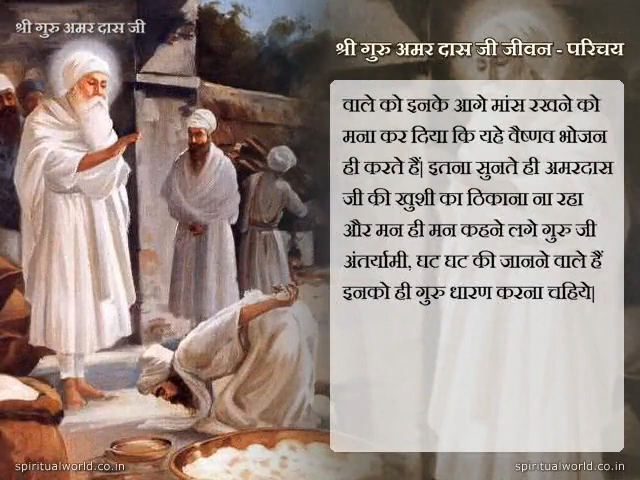 श्री गुरु अमर दास जी
श्री गुरु अमर दास जी जीवन - परिचय
वाले को इनके आगे मांस रखने को
मना कर दिया कि यहे वैष्णव भोजन
ही करते हैं| इतना सुनते ही अमरदास
जी की खुशी का ठिकाना ना रहा
और मन ही मन कहने लगे गुरु जी
अंतर्यामी, घट घट की जानने वाले हैं
इनको ही गुरु धारण करना चहिये|
spiritualworld.co.in
spiritualworld.co.in